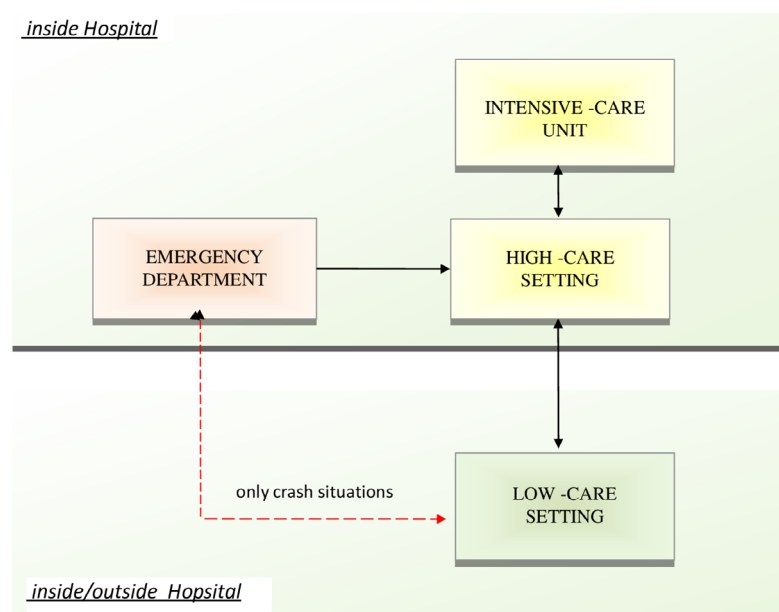 inside Hospital
INTENSIVE -CARE
UNIT
EMERGENCY
DEPARTMENT
HIGH -CARE
SETTING
only crash situations
LOW -CARE
SETTING
inside/outside Hopsital